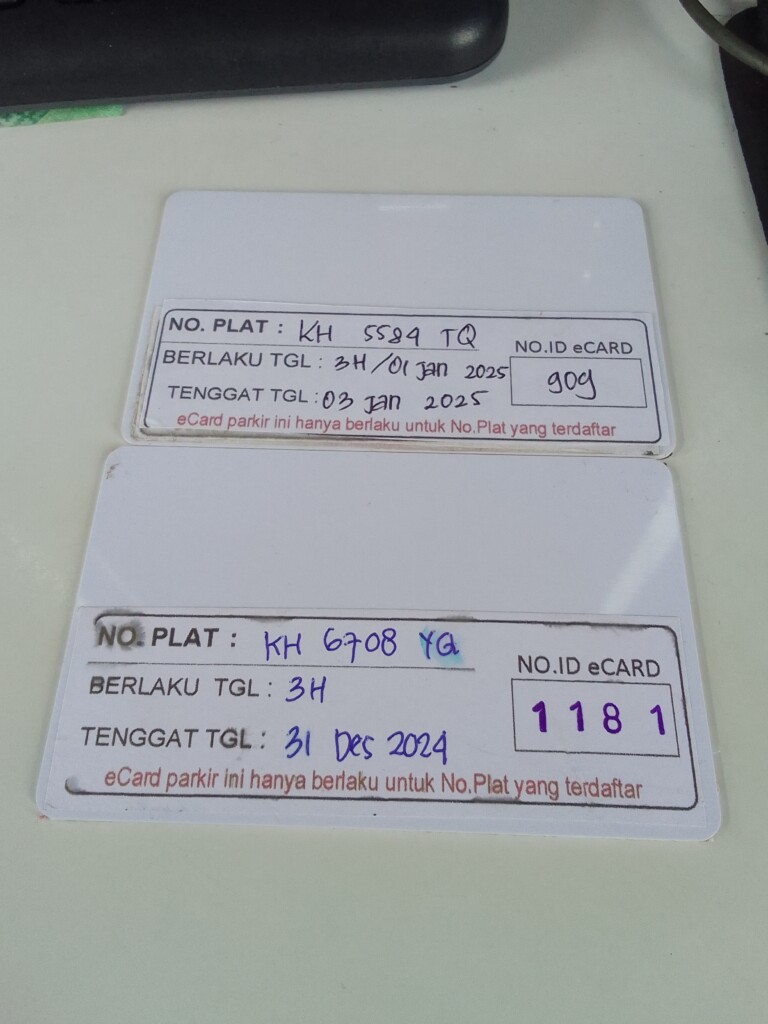 NO. PLAT : KH 5584 TQ
BERLAKU TGL : 3H/01 Jan 2025
TENGGAT TGL : 03 Jan 2025
NO.ID eCARD
909
eCard parkir ini hanya berlaku untuk No.Plat yang terdaftar
NO. PLAT : KH 6708 YQ
BERLAKU TGL : 3H
TENGGAT TGL : 31 Des 2024
NO.ID eCARD
1181
eCard parkir ini hanya berlaku untuk No.Plat yang terdaftar